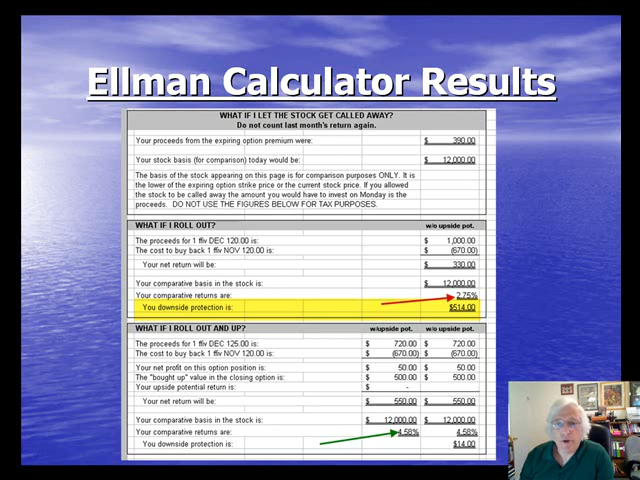 Ellman Calculator Results
WHAT IF I LET THE STOCK GET CALLED AWAY?
Do not count last month's return again.
Your proceeds from the expiring option premium were: $ 390.00
Your stock basis (for comparison) today would be: $ 12,000.00
The basis of the stock appearing on this page is for comparison purposes ONLY. It is
the lower of the expiring option strike price or the current stock price. If you allowed
the stock to be called away the amount you would have to invest on Monday is the
proceeds. DO NOT USE THE FIGURES BELOW FOR TAX PURPOSES.
WHAT IF I ROLL OUT? w/o upside pot.
The proceeds for 1 ffiv DEC 120.00 is: $ 1,000.00
The cost to buy back 1 ffiv NOV 120.00 is: $ (670.00)
Your net return will be: $ 330.00
Your comparative basis in the stock is: $ 12,000.00
Your comparative returns are: 2.75%
You downside protection is: $514.00
WHAT IF I ROLL OUT AND UP? w/upside pot. w/o upside pot.
The proceeds for 1 ffiv DEC 125.00 is: $ 720.00 $ 720.00
The cost to buy back 1 ffiv NOV 120.00 is: $ (670.00) $ (670.00)
Your net profit on this option position is: $ 50.00 $ 50.00
The "bought up" value in the closing option is: $ 500.00 $ 500.00
Your upside potential return is: $ -
Your net return will be: $ 550.00 $ 550.00
Your comparative basis in the stock is: $ 12,000.00 $ 12,000.00
Your comparative returns are: 4.58% 4.58%
You downside protection is: $14.00